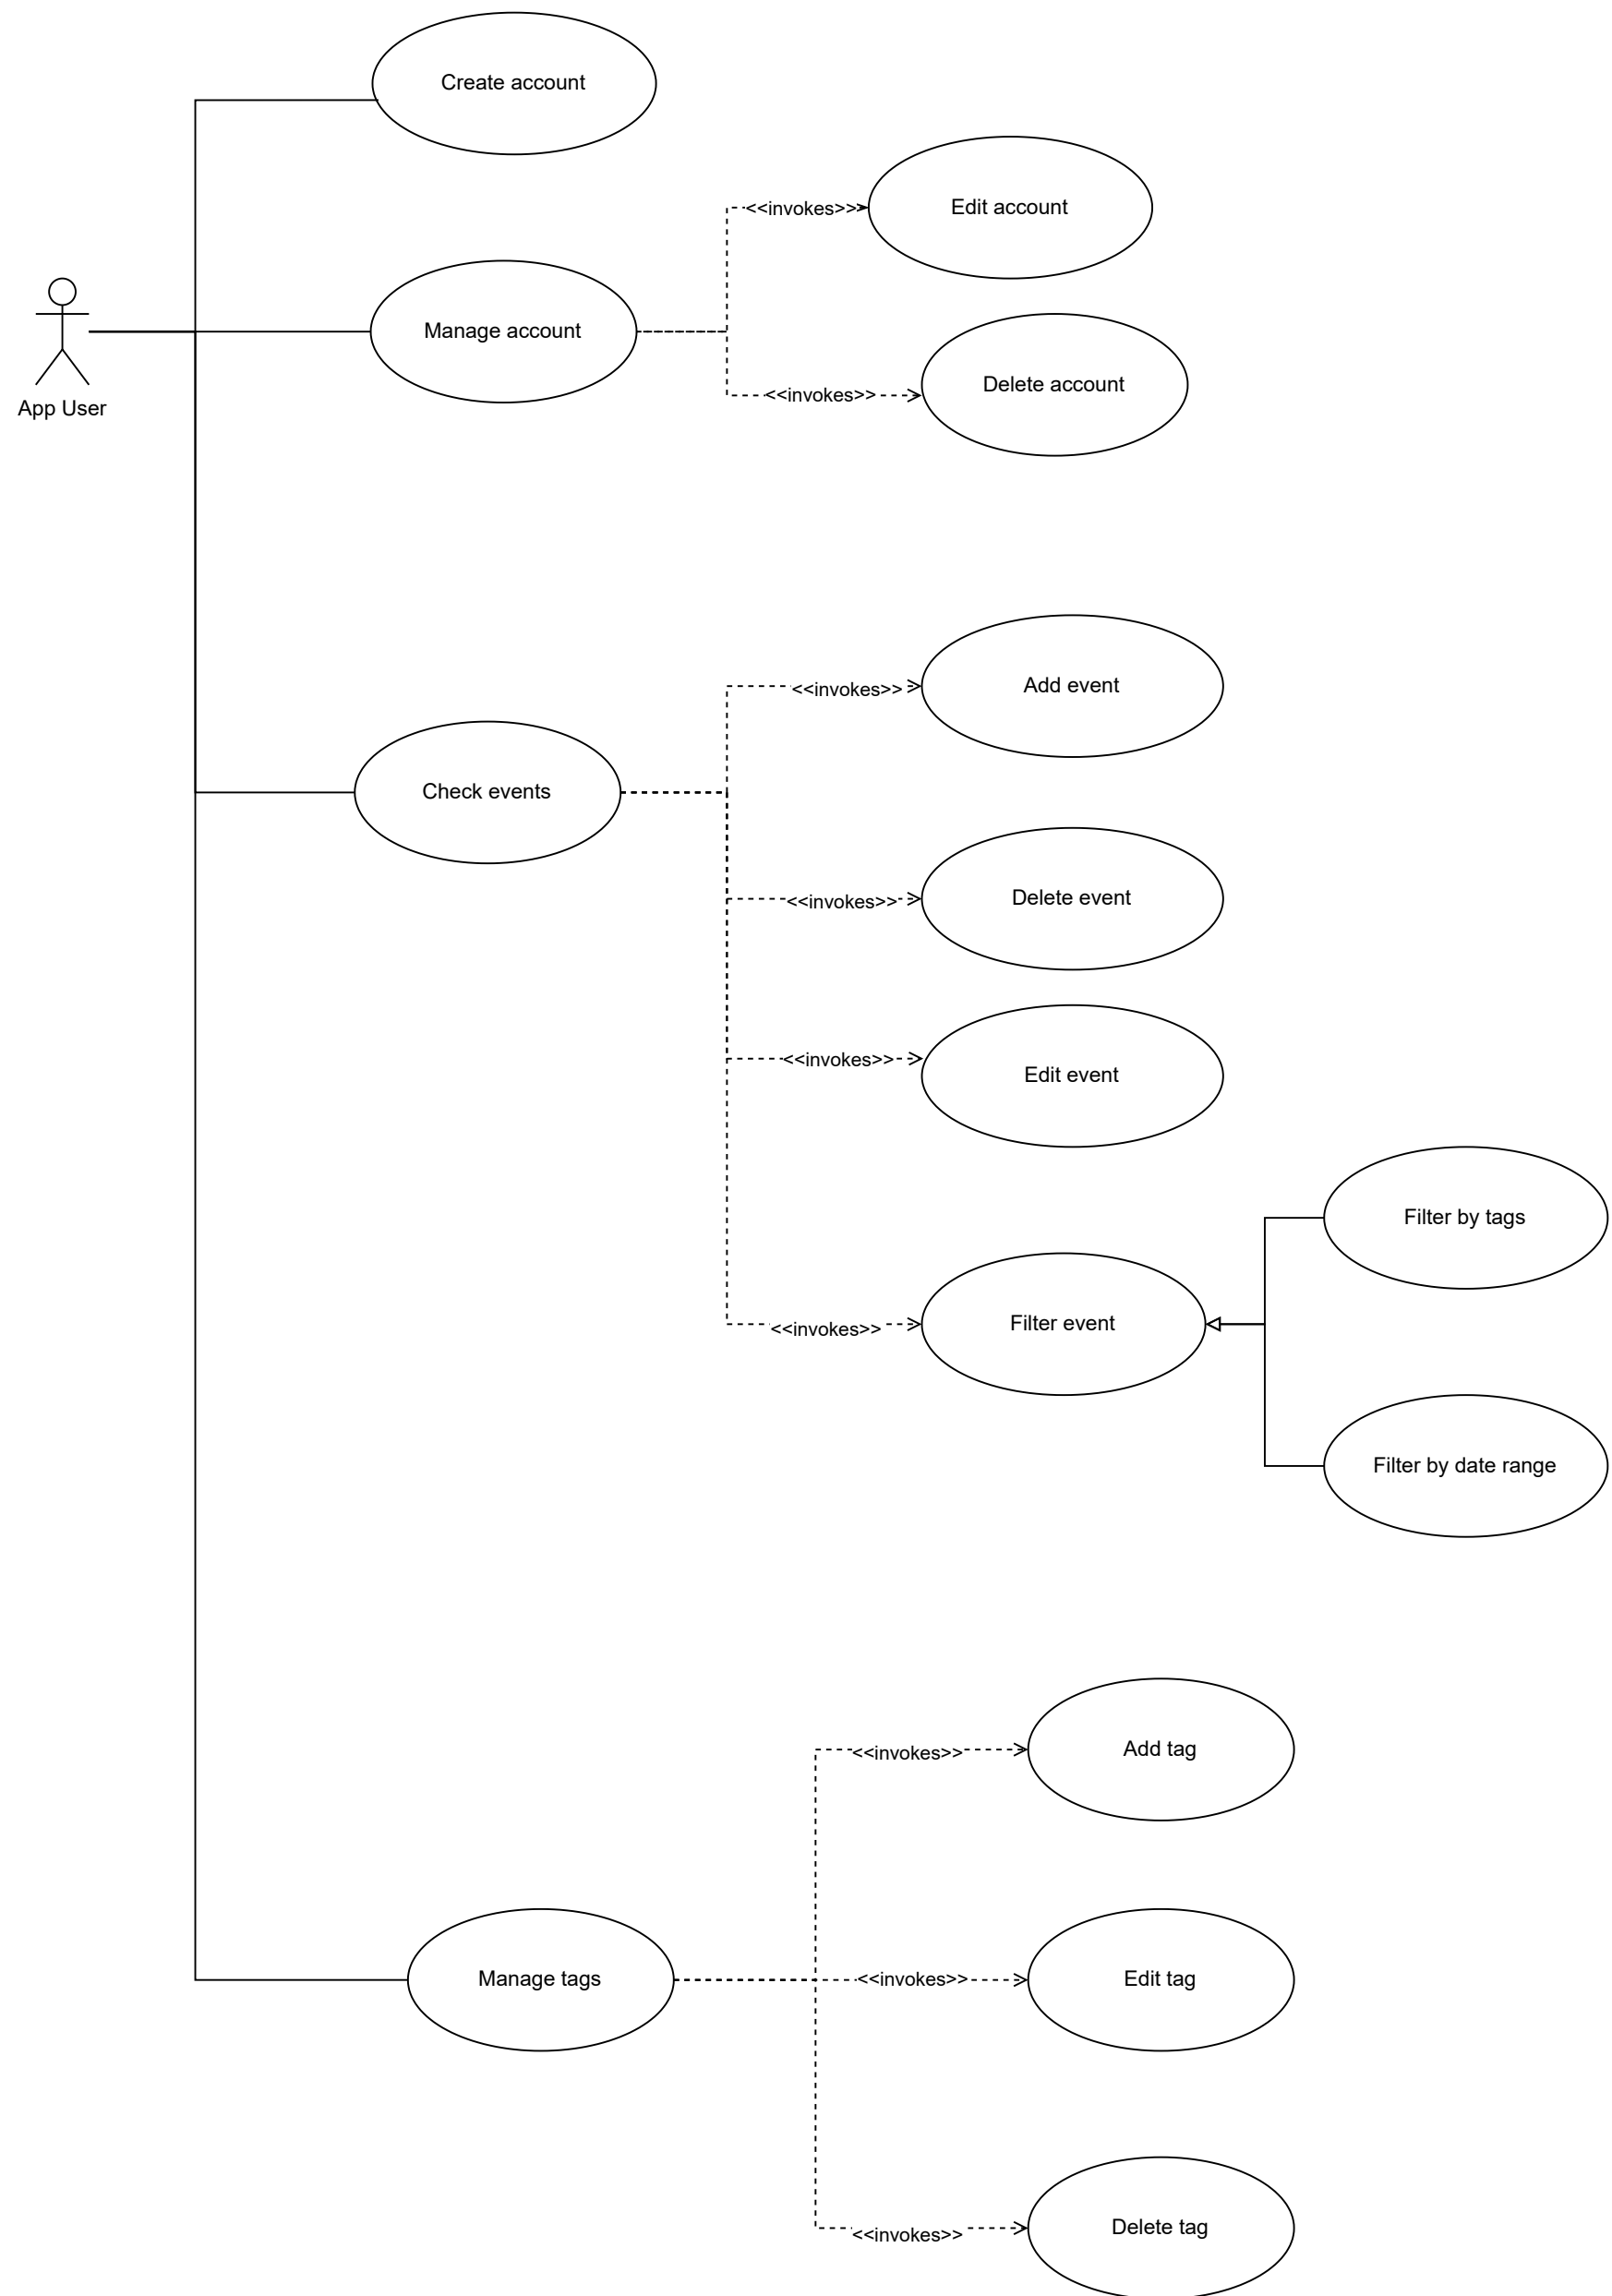 Create account
<<invokes>>
Edit account
Manage account
App User
<<invokes>>
Delete account
<<invokes>>
Add event
Check events
<<invokes>>
Delete event
<<invokes>>
Edit event
Filter by tags
<<invokes>>
Filter event
Filter by date range
<<invokes>>
Add tag
Manage tags
<<invokes>>
Edit tag
<<invokes>>
Delete tag